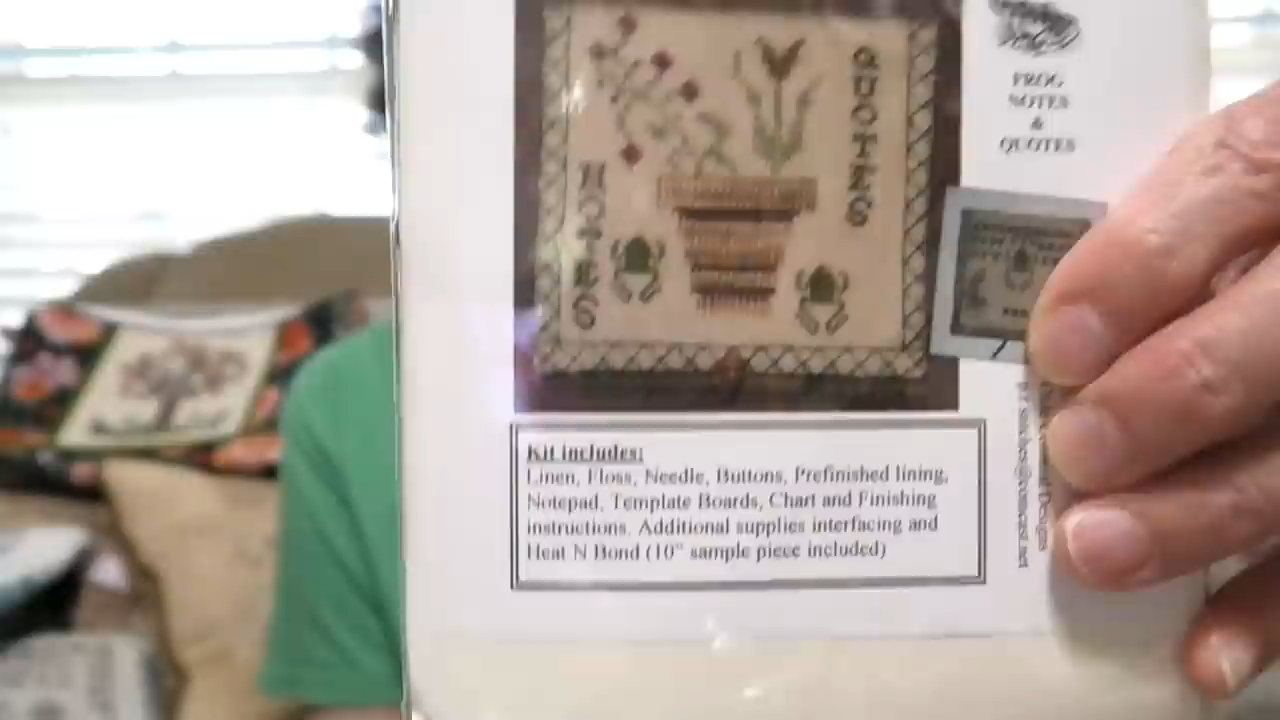 QUOTES
NOTES
FROG
NOTES
&
QUOTES
Kit includes:
Linen, Floss, Needle, Buttons, Prefinished lining,
Notepad, Template Boards, Chart and Finishing
instructions. Additional supplies interfacing and
Heat N Bond (10" sample piece included)